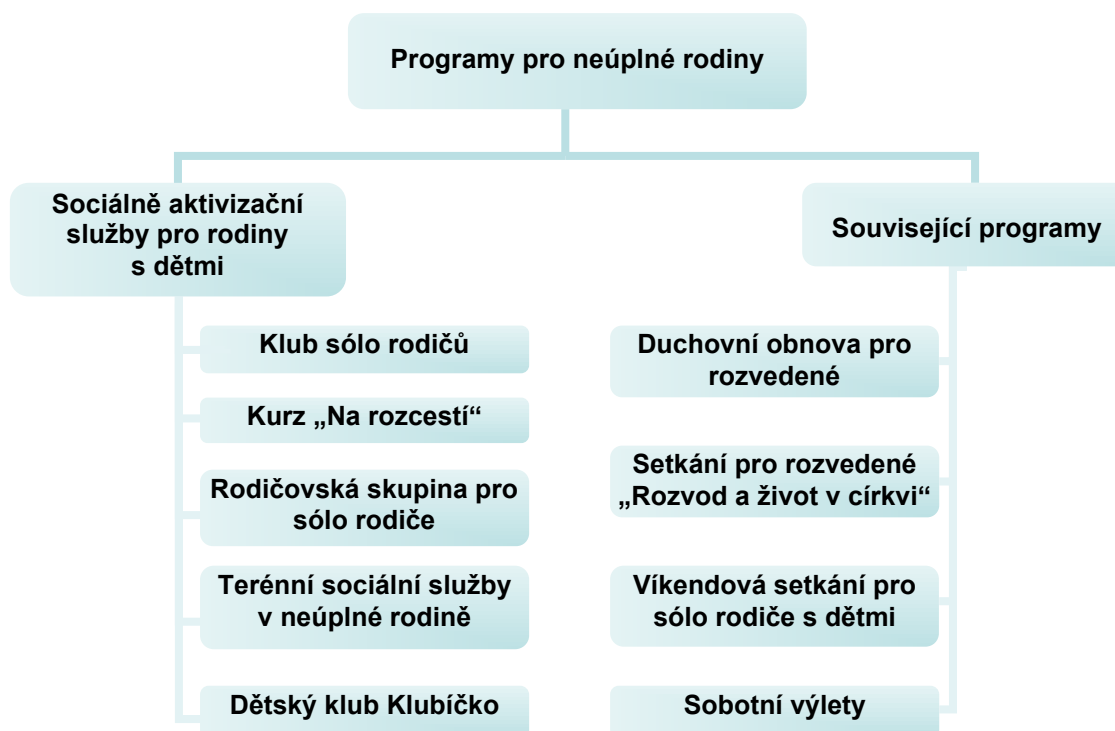 Programy pro neúplné rodiny
Sociálně aktivizační
služby pro rodiny
s dětmi
Klub sólo rodičů
Kurz „Na rozcestí“
Rodičovská skupina pro
sólo rodiče
Terénní sociální služby
v neúplné rodině
Dětský klub Klubíčko
Související programy
Duchovní obnova pro
rozvedené
Setkání pro rozvedené
„Rozvod a život v církvi“
Víkendová setkání pro
sólo rodiče s dětmi
Sobotní výlety